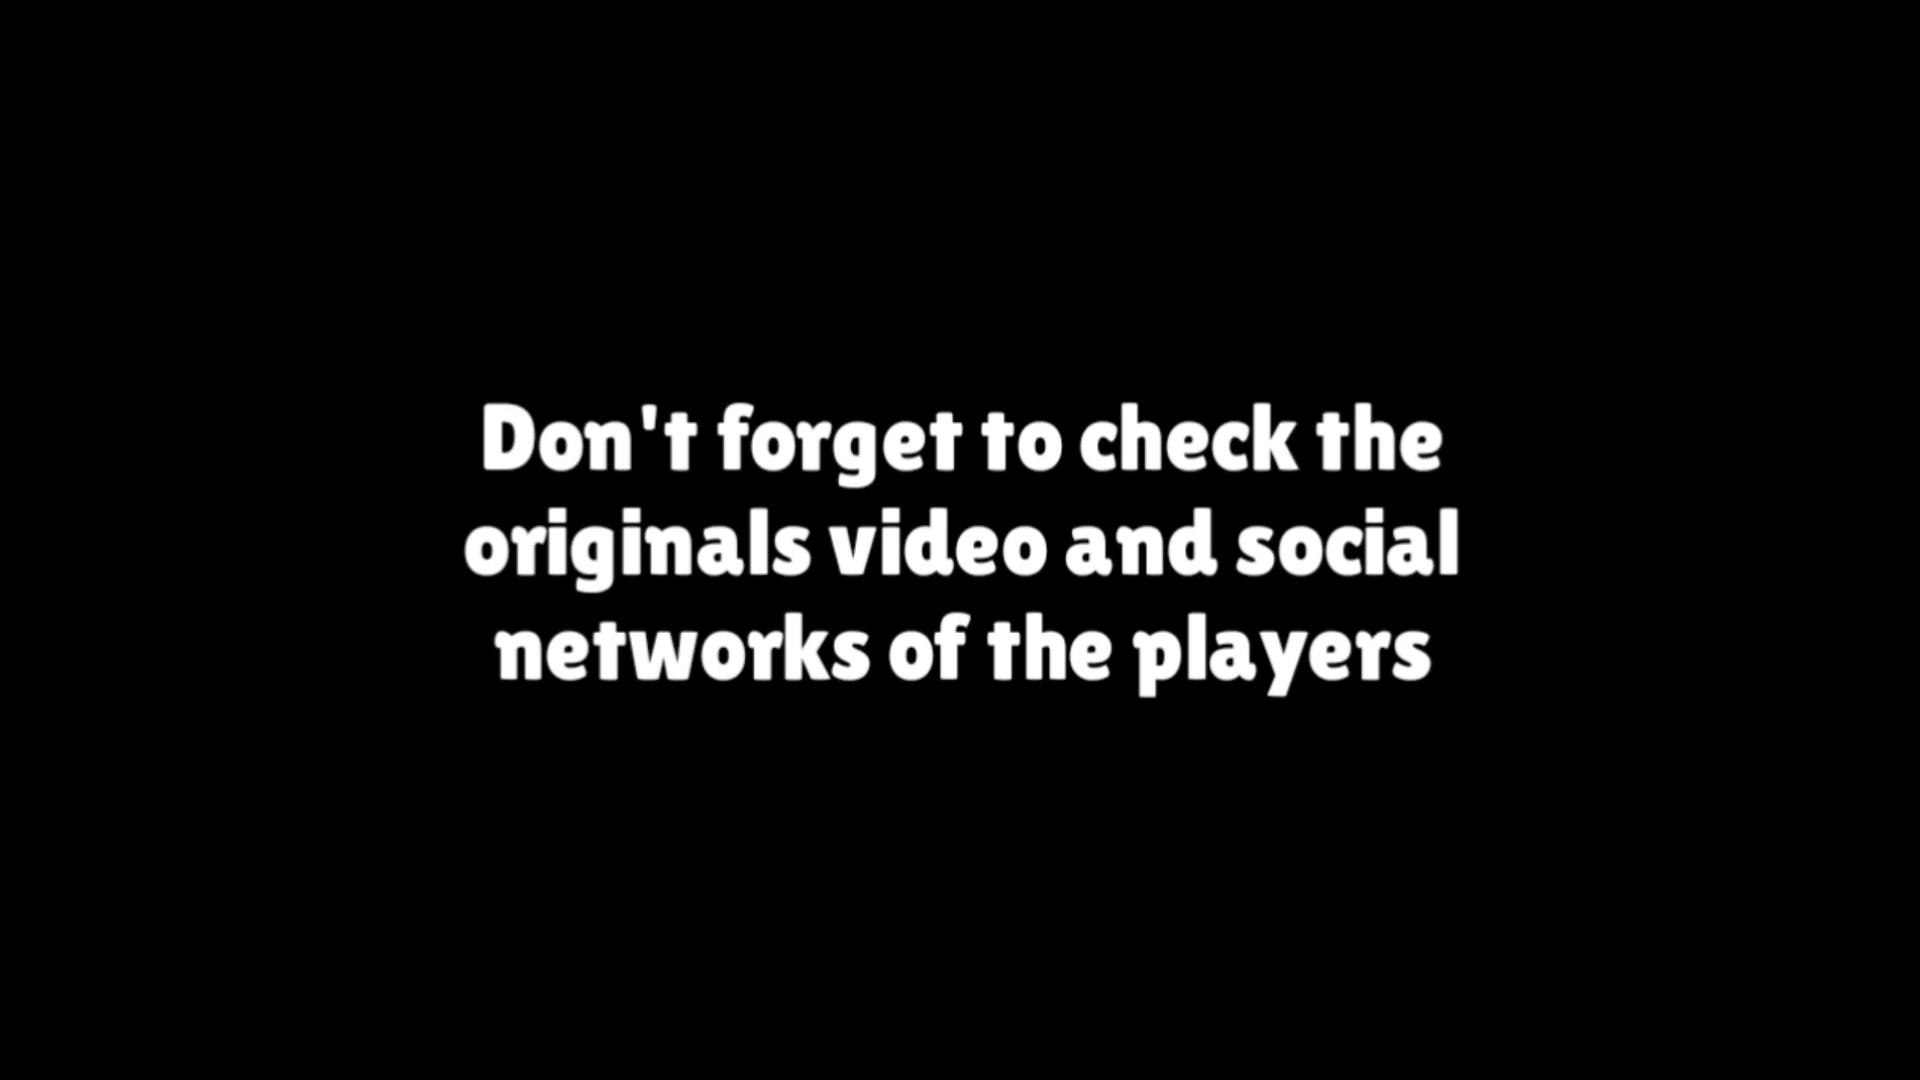 Don't forget to check the
originals video and social
networks of the players